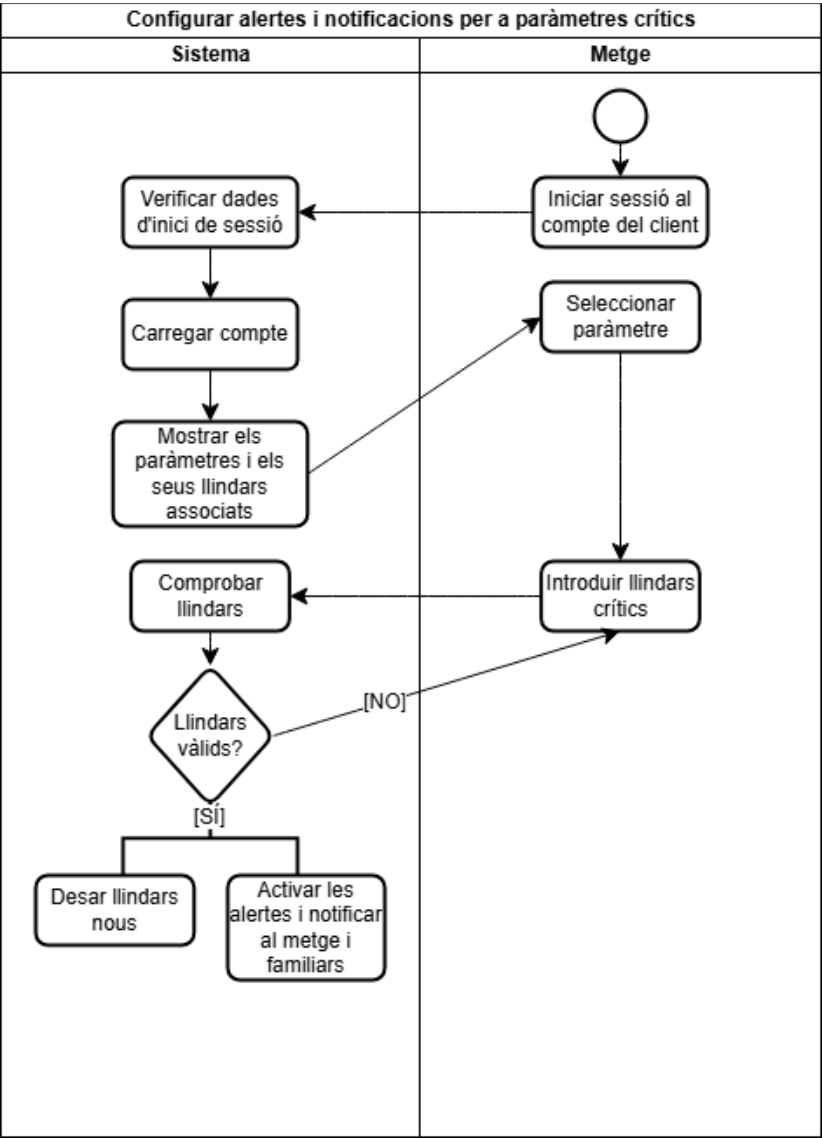 Configurar alertes i notificacions per a paràmetres crítics
Sistema
Metge
Iniciar sessió al
compte del client
Verificar dades
d'inici de sessió
Carregar compte
Mostrar els
paràmetres i els
seus llindars
associats
Seleccionar
paràmetre
Introduir llindars
crítics
Comprobar
llindars
Llindars
vàlids?
[NO]
[SÍ]
Desar llindars
nous
Activar les
alertes i notificar
al metge i
familiars